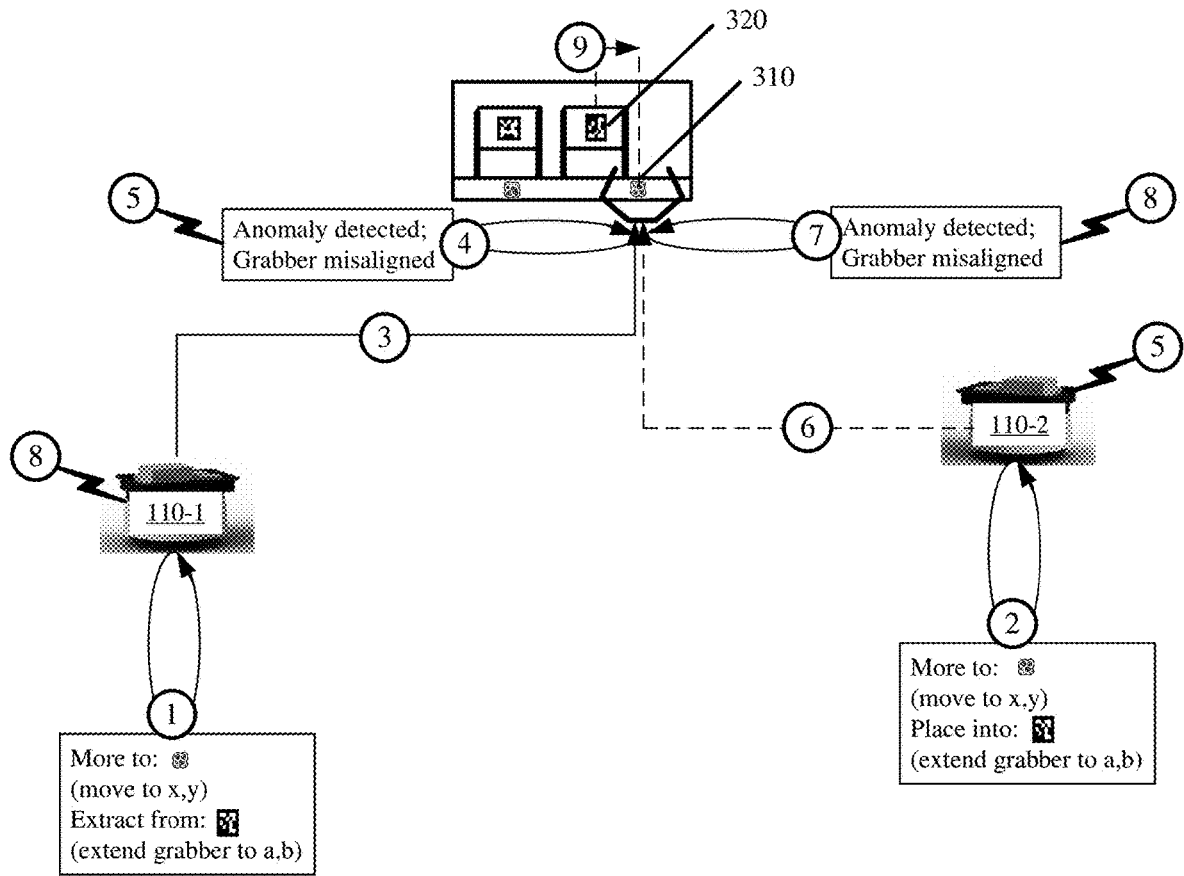 320
9
310
5
8
Anomaly detected;
Grabber misaligned
4
7
Anomaly detected;
Grabber misaligned
3
5
6
110-2
8
110-1
2
More to:
(move to x,y)
Place into:
(extend grabber to a,b)
1
More to:
(move to x,y)
Extract from:
(extend grabber to a,b)